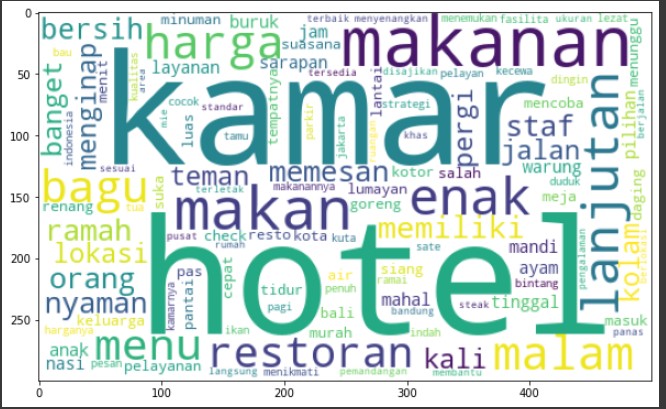 0
50
100
150
200
250
0
100
200
300
400
bersih
minuman
buruk
jam
terbaik
menyenangkan
menemukan
fasilita
ukuran
lezat
harga
suasana
makanan
bau
menginap
menit
kualitas
area
layanan
sarapan
tersedia
disajikan
pelayan
kecewa
dingin
menunggu
banget
indonesia
kamar
cocok
standar
luas
tempatnya
lantai
strategi
pergi
mencoba
pilihan
berjalan
mie
tamu
parkir
jakarta
ruangan
khas
staf
jalan
lanjutan
pilihan
sesuai
teman
memesan
kotor
salah
warung
bagu
tua
suka
terletak
makanannya
lumayan
duduk
renang
makan
goreng
enak
meja
daging
ramah
pusat
check
resto
kota
kuta
memiliki
kolam
berlokasi
lokasi
rumah
sate
mandi
pengalaman
orang
pas
cepat
hotel
air
siang
ayam
nyaman
kamarnya
pantai
tidur
penuh
ramai
bintang
pagi
mahal
steak
tinggal
keluarga
bali
bandung
masuk
harganya
ikan
murah
indah
panas
anak
menu
restoran
kali
malam
nasi
pesan
pelayanan
langsung
menikmati
pemandangan
membantu